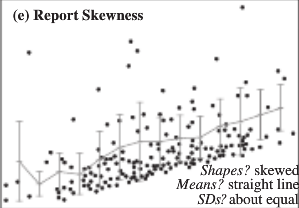 (e) Report Skewness
Shapes? skewed
Means? straight line
SDs? about equal